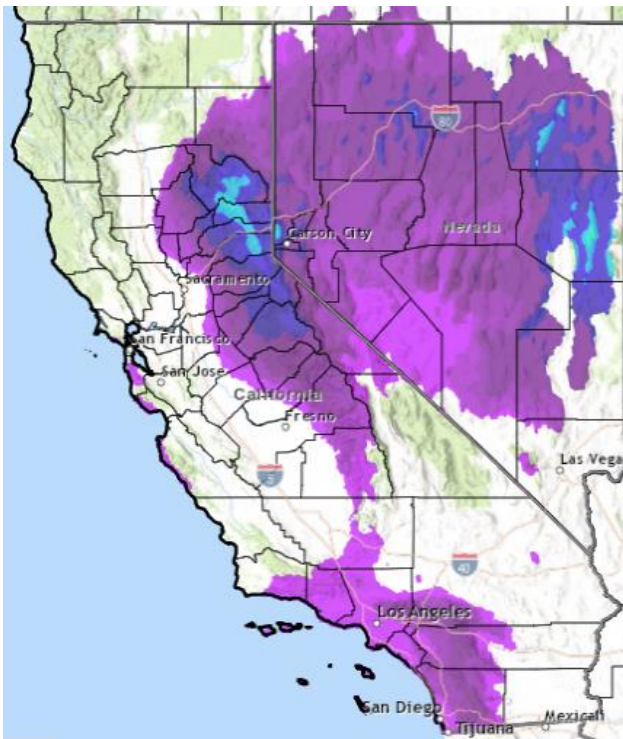 80
Nevada
Carson City
Sacramento
San Francisco
San Jose
California
Fresno
5
Las Vega
40
Los Angeles
San Diego
Tijuana
Mexicali